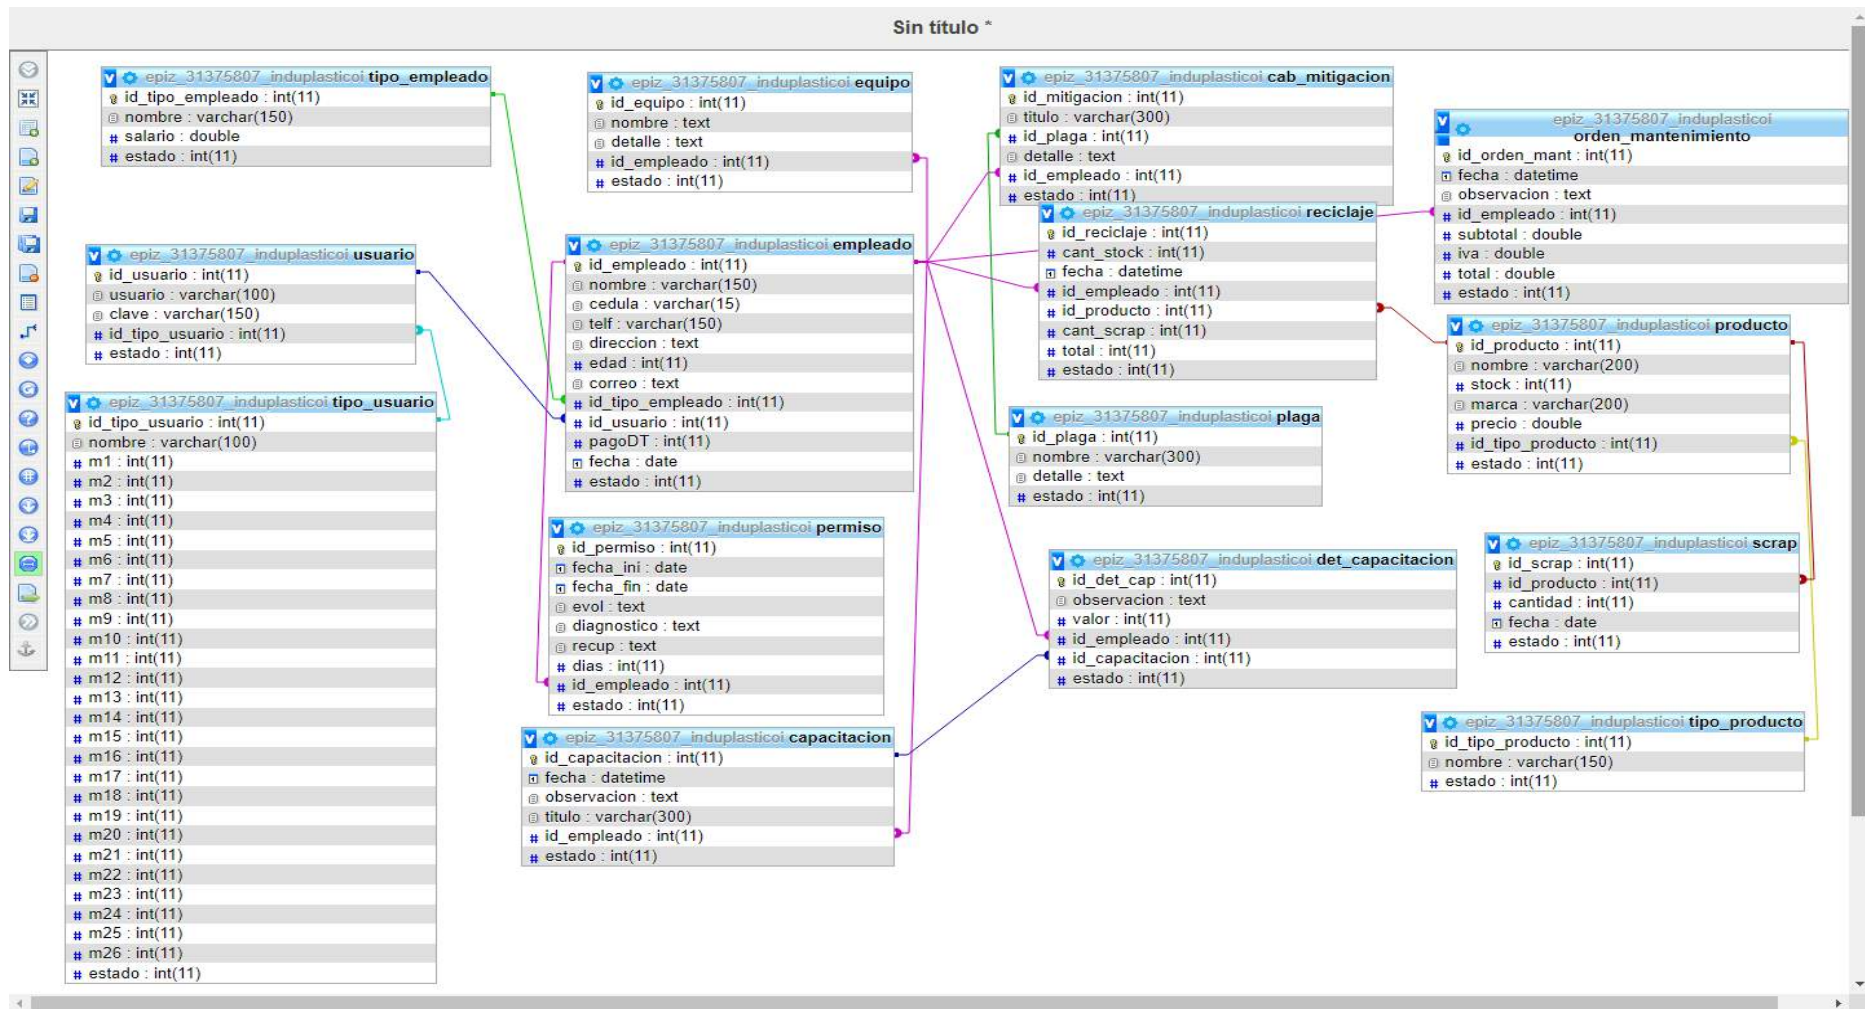 Sin título *
epiz_31375807_induplasticoi tipo_empleado
id_tipo_empleado : int(11)
nombre : varchar(150)
salario : double
estado : int(11)
epiz_31375807_induplasticoi usuario
id_usuario : int(11)
usuario : varchar(100)
clave : varchar(150)
id_tipo_usuario : int(11)
estado : int(11)
epiz_31375807_induplasticoi tipo_usuario
id_tipo_usuario : int(11)
nombre : varchar(100)
m1 : int(11)
m2 : int(11)
m3 : int(11)
m4 : int(11)
m5 : int(11)
m6 : int(11)
m7 : int(11)
m8 : int(11)
m9 : int(11)
m10 : int(11)
m11 : int(11)
m12 : int(11)
m13 : int(11)
m14 : int(11)
m15 : int(11)
m16 : int(11)
m17 : int(11)
m18 : int(11)
m19 : int(11)
m20 : int(11)
m21 : int(11)
m22 : int(11)
m23 : int(11)
m24 : int(11)
m25 : int(11)
m26 : int(11)
estado : int(11)
epiz_31375807_induplasticoi equipo
id_equipo : int(11)
nombre : text
detalle : text
id_empleado : int(11)
estado : int(11)
epiz_31375807_induplasticoi empleado
id_empleado : int(11)
nombre : varchar(150)
cedula : varchar(15)
telf : varchar(150)
direccion : text
edad : int(11)
correo : text
id_tipo_empleado : int(11)
id_usuario : int(11)
pagoDT : int(11)
fecha : date
estado : int(11)
epiz_31375807_induplasticoi permiso
id_permiso : int(11)
fecha_ini : date
fecha_fin : date
evol : text
diagnostico : text
recup : text
dias : int(11)
id_empleado : int(11)
estado : int(11)
epiz_31375807_induplasticoi capacitacion
id_capacitacion : int(11)
fecha : datetime
observacion : text
titulo : varchar(300)
id_empleado : int(11)
estado : int(11)
epiz_31375807_induplasticoi cab_mitigacion
id_mitigacion : int(11)
titulo : varchar(300)
id_plaga : int(11)
detalle : text
id_empleado : int(11)
estado : int(11)
epiz_31375807_induplasticoi reciclaje
id_reciclaje : int(11)
cant_stock : int(11)
fecha : datetime
id_empleado : int(11)
id_producto : int(11)
cant_scrap : int(11)
total : int(11)
estado : int(11)
epiz_31375807_induplasticoi plaga
id_plaga : int(11)
nombre : varchar(300)
detalle : text
estado : int(11)
epiz_31375807_induplasticoi det_capacitacion
id_det_cap : int(11)
observacion : text
valor : int(11)
id_empleado : int(11)
id_capacitacion : int(11)
estado : int(11)
epiz_31375807_induplasticoi
orden_mantenimiento
id_orden_mant : int(11)
fecha : datetime
observacion : text
id_empleado : int(11)
subtotal : double
iva : double
total : double
estado : int(11)
epiz_31375807_induplasticoi producto
id_producto : int(11)
nombre : varchar(200)
stock : int(11)
marca : varchar(200)
precio : double
id_tipo_producto : int(11)
estado : int(11)
epiz_31375807_induplasticoi scrap
id_scrap : int(11)
id_producto : int(11)
cantidad : int(11)
fecha : date
estado : int(11)
epiz_31375807_induplasticoi tipo_producto
id_tipo_producto : int(11)
nombre : varchar(150)
estado : int(11)